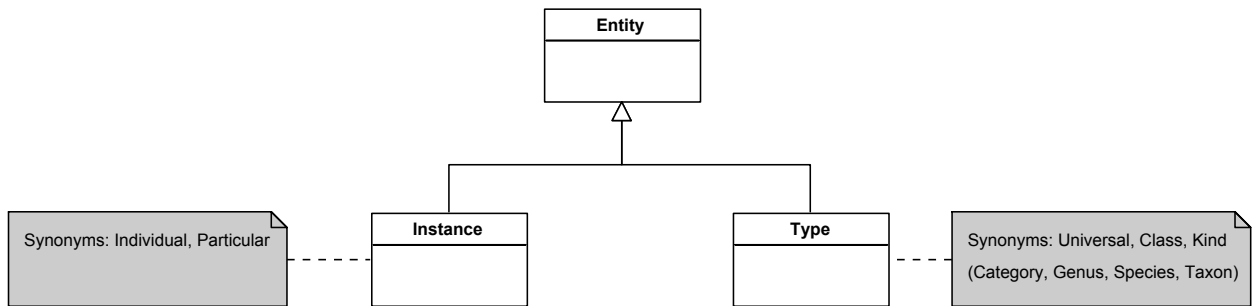 Entity
Synonyms: Individual, Particular
Instance
Type
Synonyms: Universal, Class, Kind
(Category, Genus, Species, Taxon)